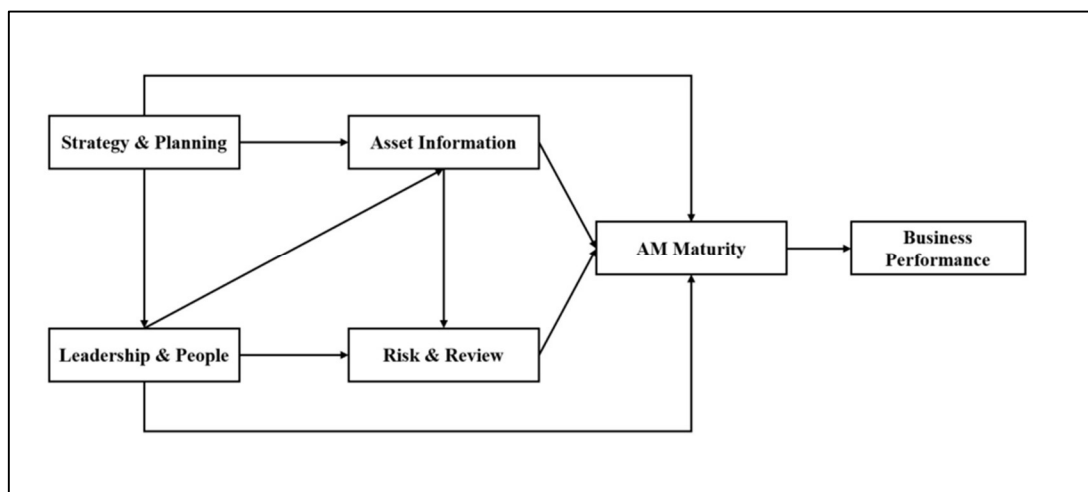 Strategy & Planning
Asset Information
AM Maturity
Business
Performance
Leadership & People
Risk & Review